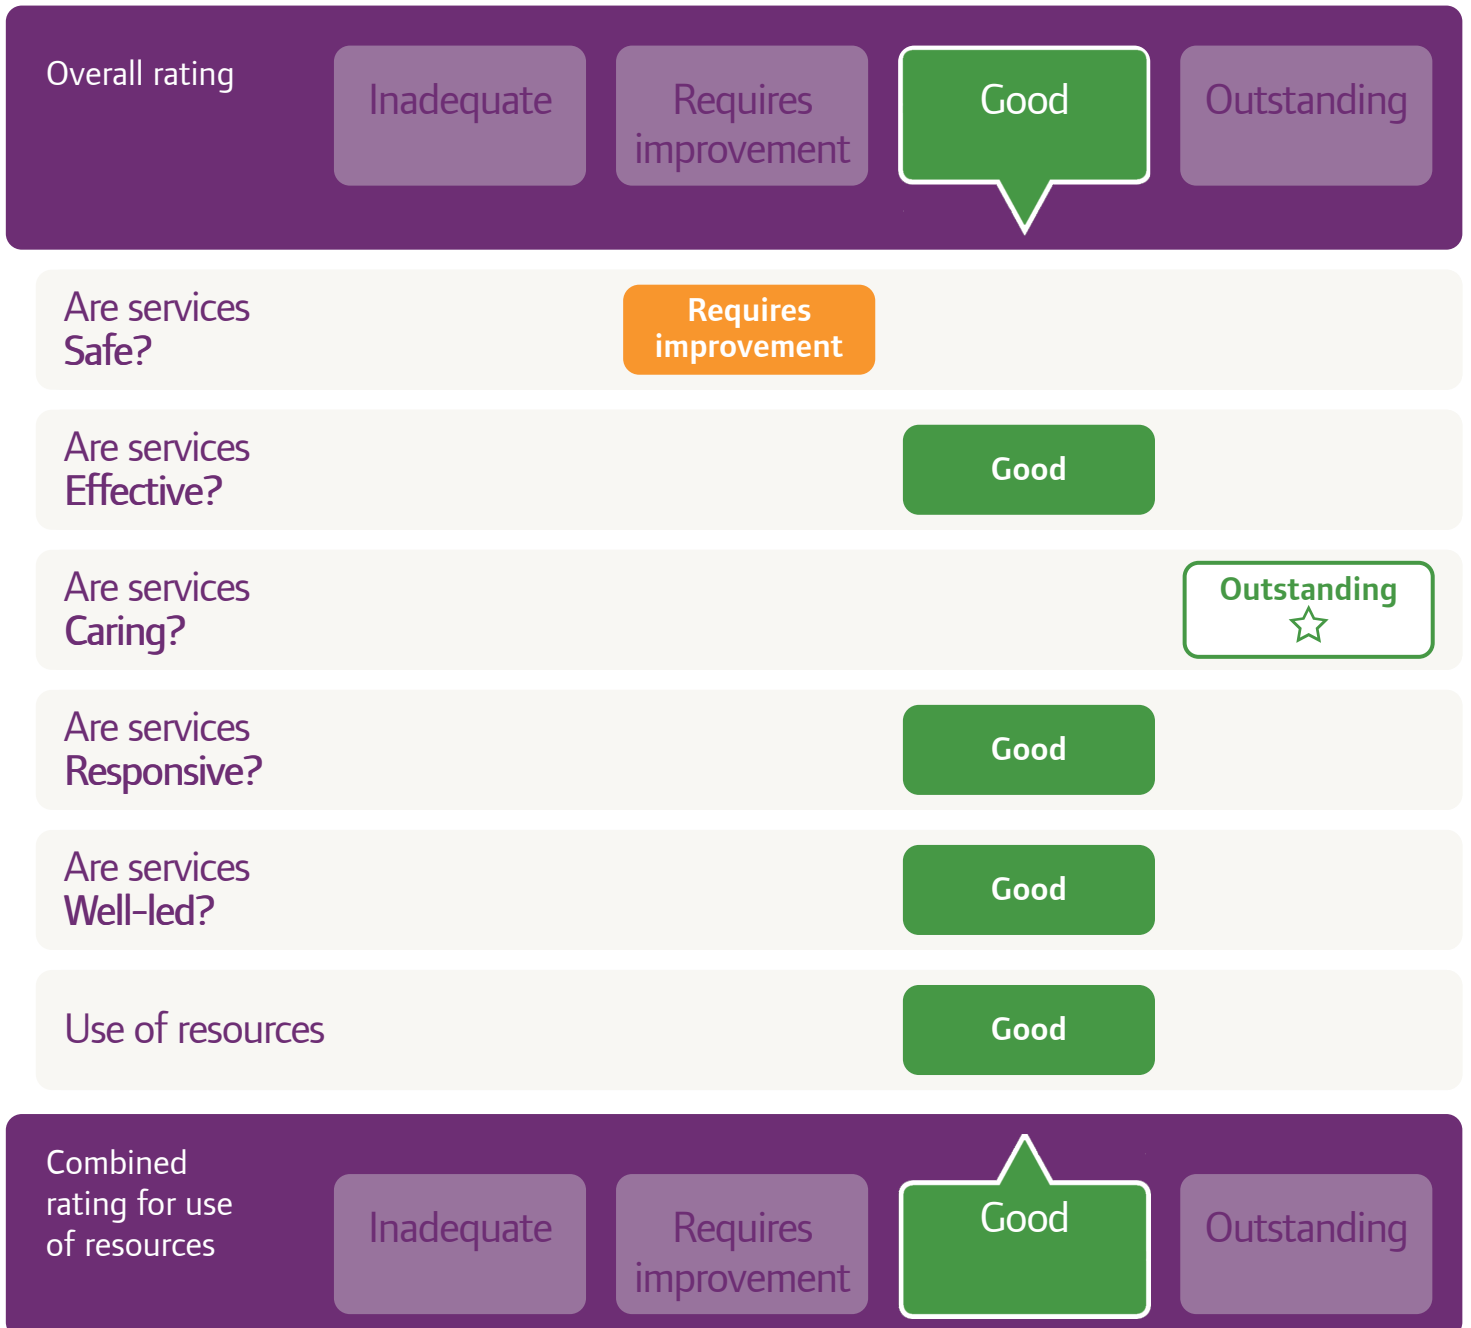 Overall rating
Inadequate
Requires
improvement
Good
Outstanding
Are services
Safe?
Requires
improvement
Are services
Effective?
Good
Are services
Caring?
Outstanding
Are services
Responsive?
Good
Are services
Well-led?
Good
Use of resources
Good
Combined
rating for use
of resources
Inadequate
Requires
improvement
Good
Outstanding